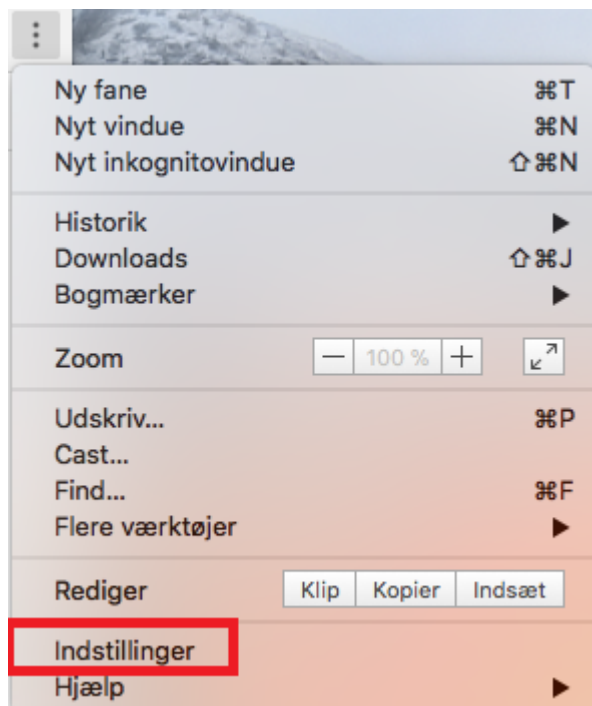 Ny fane ⌘T
Nyt vindue ⌘N
Nyt inkognitovindue ⇧⌘N
Historik ▶
Downloads ⇧⌘J
Bogmærker ▶
Zoom — 100 % +
Udskriv... ⌘P
Cast...
Find... ⌘F
Flere værktøjer ▶
Rediger Klip Kopier Indsæt
Indstillinger
Hjælp ▶